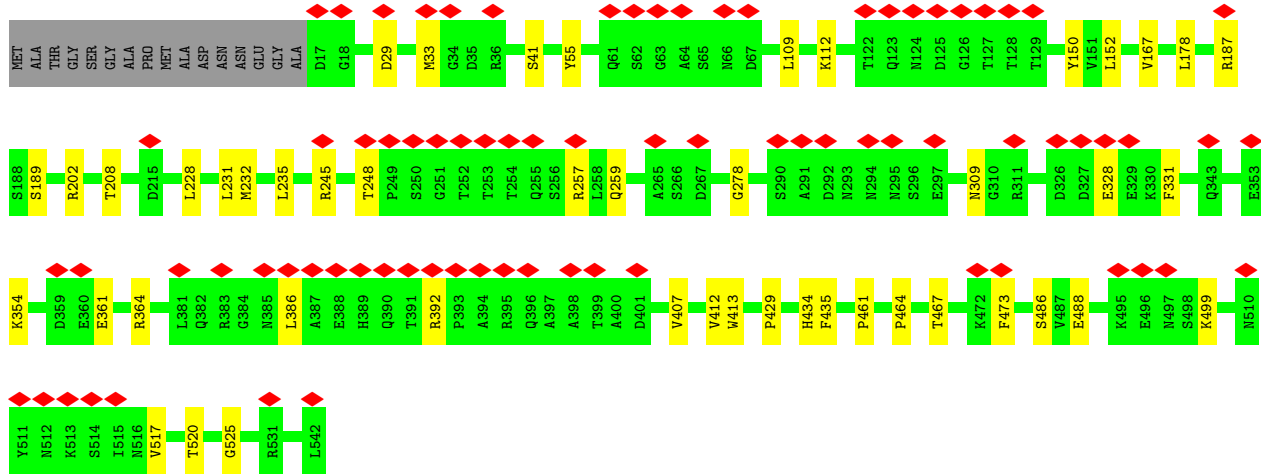 MET ALA THR GLY SER GLY ALA PRO MET ALA ASP ASN ASN GLU GLY ALA D17 G18 D29 M33 G34 D35 R36 S41 Y55 Q61 S62 G63 A64 S65 N66 D67 L109 K112 T122 Q123 N124 D125 G126 T127 T128 T129 Y150 V151 L152 V167 L178 R187
S188 S189 R202 T208 D215 L228 L231 M232 L235 R245 T248 P249 S250 G251 T252 T253 T254 Q255 S256 R257 L258 Q259 A265 S266 D267 G278 S290 A291 D292 N293 N294 N295 S296 E297 N309 G310 R311 D326 D327 E328 E329 K330 F331 Q343 E353
K354 D359 E360 E361 R364 L381 Q382 R383 G384 N385 L386 A387 E388 H389 Q390 T391 R392 P393 A394 R395 Q396 A397 A398 T399 A400 D401 V407 V412 W413 P429 H434 F435 P461 P464 T467 K472 F473 S486 V487 E488 K495 E496 N497 S498 K499 N510
Y511 N512 K513 S514 I515 N516 V517 T520 G525 R531 L542